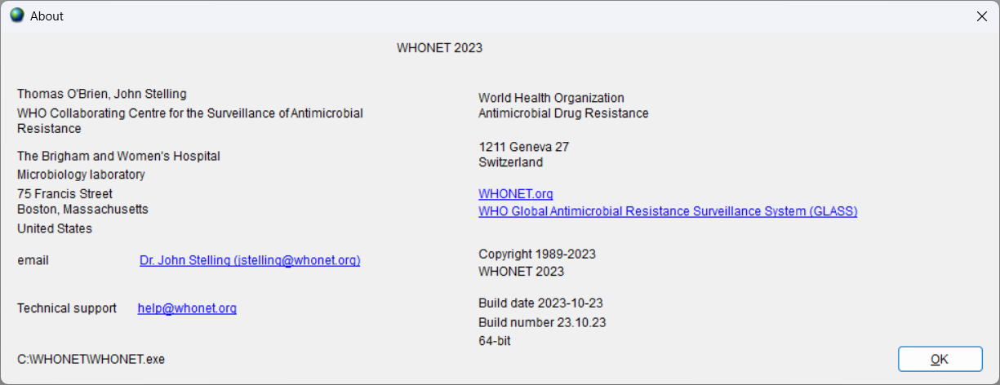 About
WHONET 2023
Thomas O'Brien, John Stelling
WHO Collaborating Centre for the Surveillance of Antimicrobial
Resistance
The Brigham and Women's Hospital
Microbiology laboratory
75 Francis Street
Boston, Massachusetts
United States
email Dr. John Stelling (jstelling@whonet.org)
Technical support help@whonet.org
C:\WHONET\WHONET.exe
World Health Organization
Antimicrobial Drug Resistance
1211 Geneva 27
Switzerland
WHONET.org
WHO Global Antimicrobial Resistance Surveillance System (GLASS)
Copyright 1989-2023
WHONET 2023
Build date 2023-10-23
Build number 23.10.23
64-bit
OK